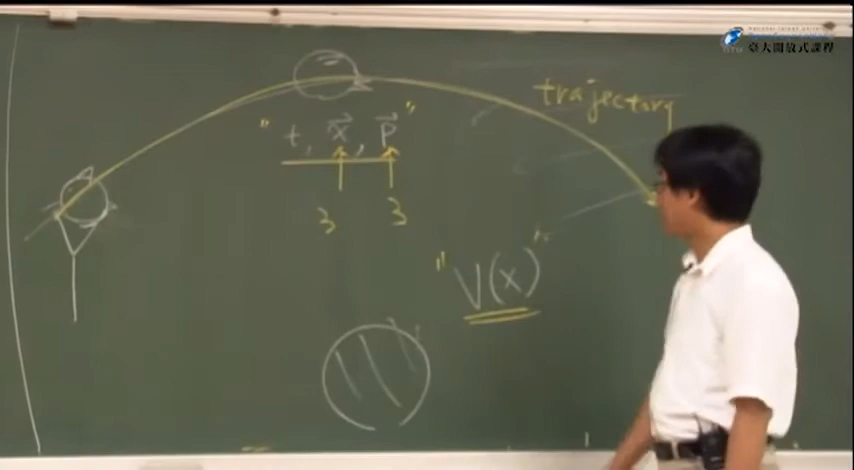 臺大開放式課程
trajectory
"t, x⃗, p⃗"
3 3
"V(x)"